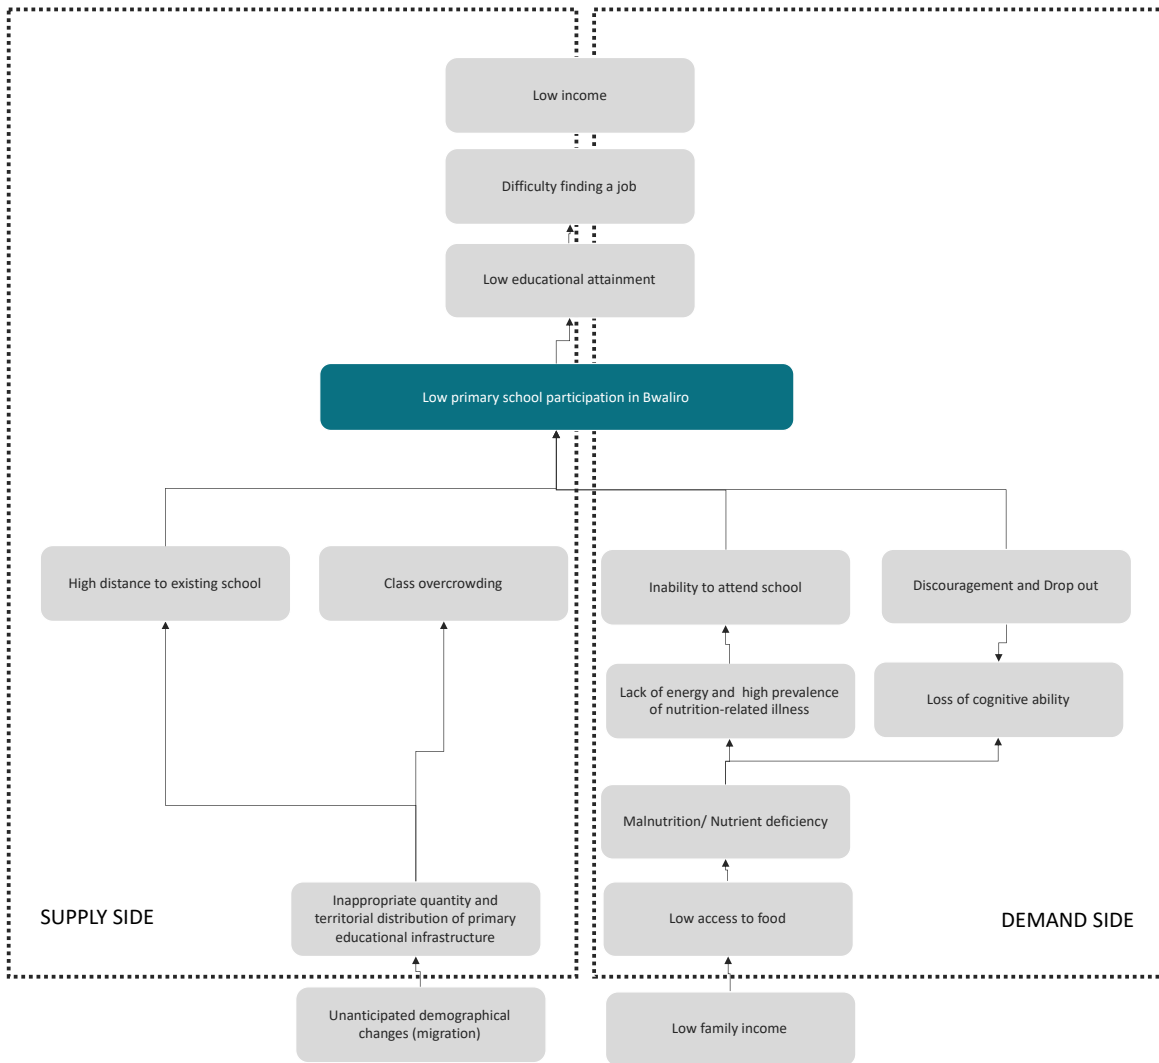 Low income
Difficulty finding a job
Low educational attainment
Low primary school participation in Bwaliro
High distance to existing school
Class overcrowding
Inability to attend school
Discouragement and Drop out
Lack of energy and  high prevalence
of nutrition-related illness
Loss of cognitive ability
Malnutrition/ Nutrient deficiency
Inappropriate quantity and
territorial distribution of primary
educational infrastructure
SUPPLY SIDE
Low access to food
DEMAND SIDE
Unanticipated demographical
changes (migration)
Low family income